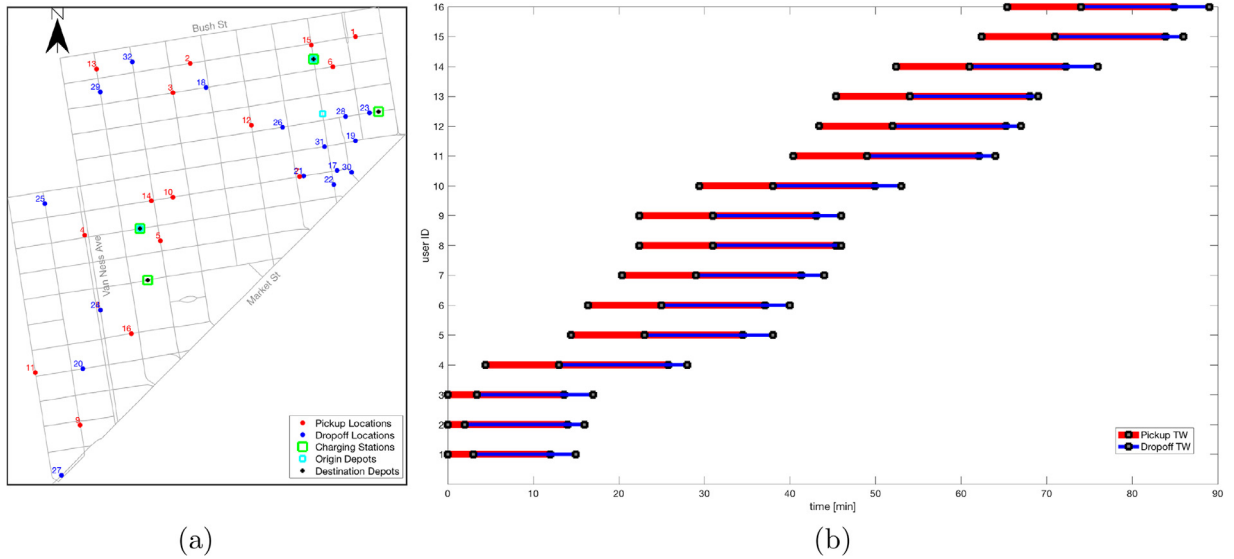 N
Bush St
1
15
32
2
13
6
18
3
29
23
28
12
26
19
31
21
17
30
22
10
14
25
4
5
Van Ness Ave
Market St
24
16
20
11
9
27
Pickup Locations
Dropoff Locations
Charging Stations
Origin Depots
Destination Depots
(a)
user ID
16
15
14
13
12
11
10
9
8
7
6
5
4
3
2
1
Pickup TW
Dropoff TW
0 10 20 30 40 50 60 70 80 90
time [min]
(b)